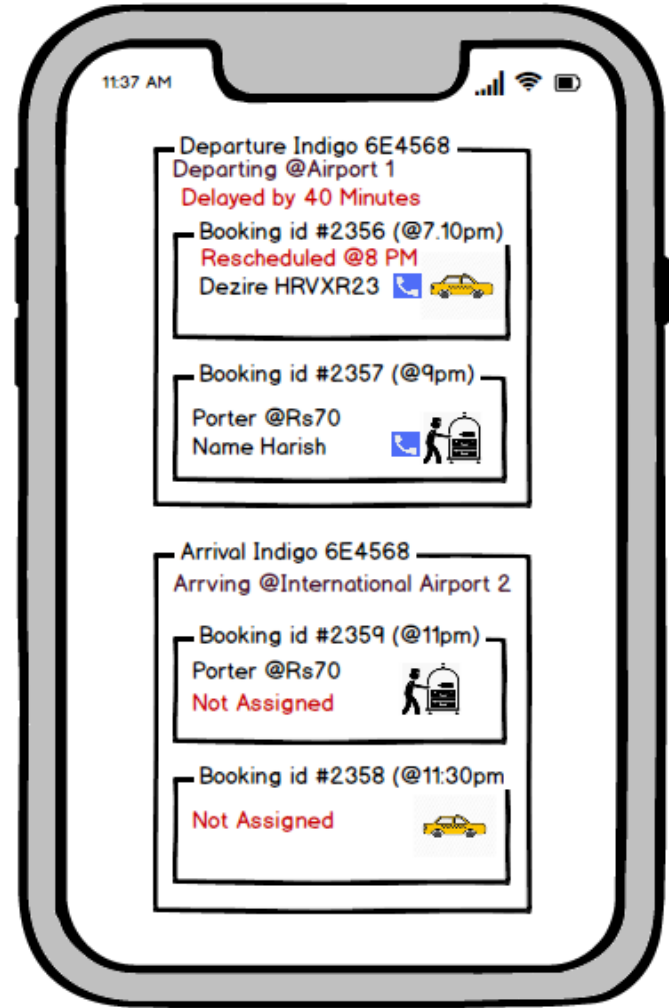 11:37 AM
Departure Indigo 6E4568
Departing @Airport 1
Delayed by 40 Minutes
Booking id #2356 (@7.10pm)
Rescheduled @8 PM
Dezire HRVXR23
Booking id #2357 (@9pm)
Porter @Rs70
Name Harish
Arrival Indigo 6E4568
Arrving @International Airport 2
Booking id #2359 (@11pm)
Porter @Rs70
Not Assigned
Booking id #2358 (@11:30pm
Not Assigned